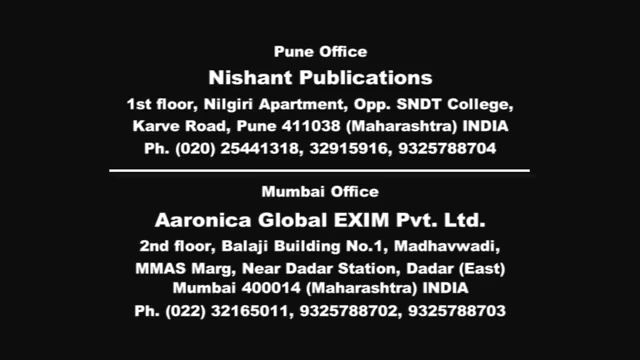 Pune Office
Nishant Publications
1st floor, Nilgiri Apartment, Opp. SNDT College,
Karve Road, Pune 411038 (Maharashtra) INDIA
Ph. (020) 25441318, 32915916, 9325788704
Mumbai Office
Aaronica Global EXIM Pvt. Ltd.
2nd floor, Balaji Building No.1, Madhavwadi,
MMAS Marg, Near Dadar Station, Dadar (East)
Mumbai 400014 (Maharashtra) INDIA
Ph. (022) 32165011, 9325788702, 9325788703